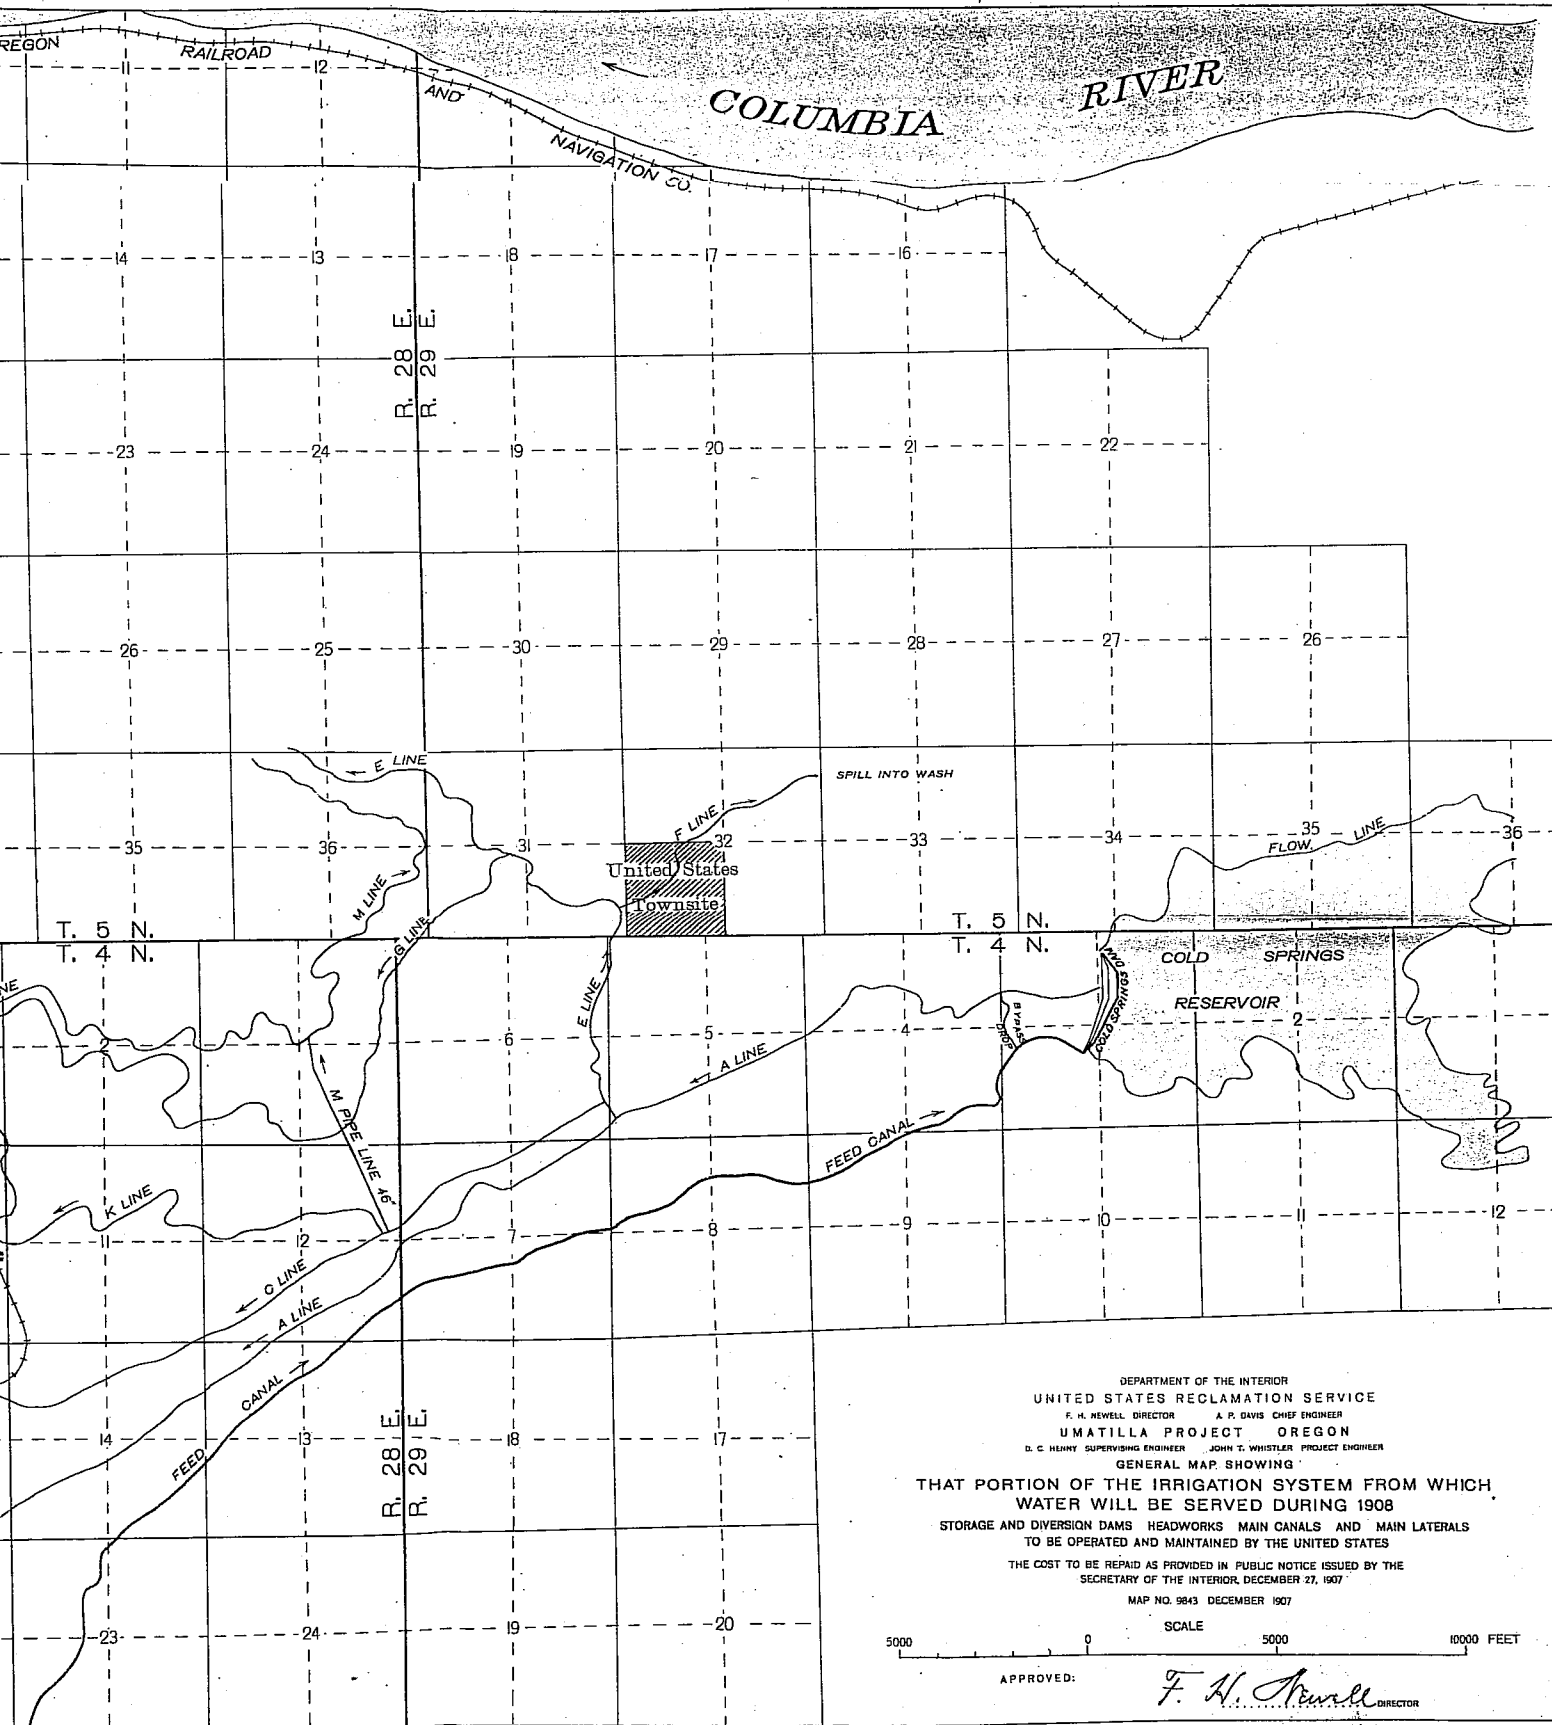 REGON
RAILROAD
AND
NAVIGATION CO.
COLUMBIA RIVER
11
12
14
13
18
17
16
R. 28 E.
R. 29 E.
23
24
19
20
21
22
26
25
30
29
28
27
26
E LINE
F LINE
SPILL INTO WASH
35
36
31
32
33
34
35
36
FLOW LINE
M LINE
G LINE
United States
Townsite
T. 5 N.
T. 4 N.
T. 5 N.
T. 4 N.
NE
COLD SPRINGS
RESERVOIR
COLD SPRINGS DAM
BYPASS
DROP
E LINE
2
6
5
4
2
A LINE
M PIPE LINE 46"
FEED CANAL
K LINE
11
12
7
8
9
10
11
12
C LINE
A LINE
FEED CANAL
R. 28 E.
R. 29 E.
14
13
18
17
23
24
19
20
DEPARTMENT OF THE INTERIOR
UNITED STATES RECLAMATION SERVICE
F. H. NEWELL DIRECTOR A. P. DAVIS CHIEF ENGINEER
UMATILLA PROJECT OREGON
D. C. HENNY SUPERVISING ENGINEER JOHN T. WHISTLER PROJECT ENGINEER
GENERAL MAP SHOWING
THAT PORTION OF THE IRRIGATION SYSTEM FROM WHICH
WATER WILL BE SERVED DURING 1908
STORAGE AND DIVERSION DAMS HEADWORKS MAIN CANALS AND MAIN LATERALS
TO BE OPERATED AND MAINTAINED BY THE UNITED STATES
THE COST TO BE REPAID AS PROVIDED IN PUBLIC NOTICE ISSUED BY THE
SECRETARY OF THE INTERIOR, DECEMBER 27, 1907
MAP NO. 9843 DECEMBER 1907
SCALE
5000 0 5000 10000 FEET
APPROVED:
F. H. Newell DIRECTOR